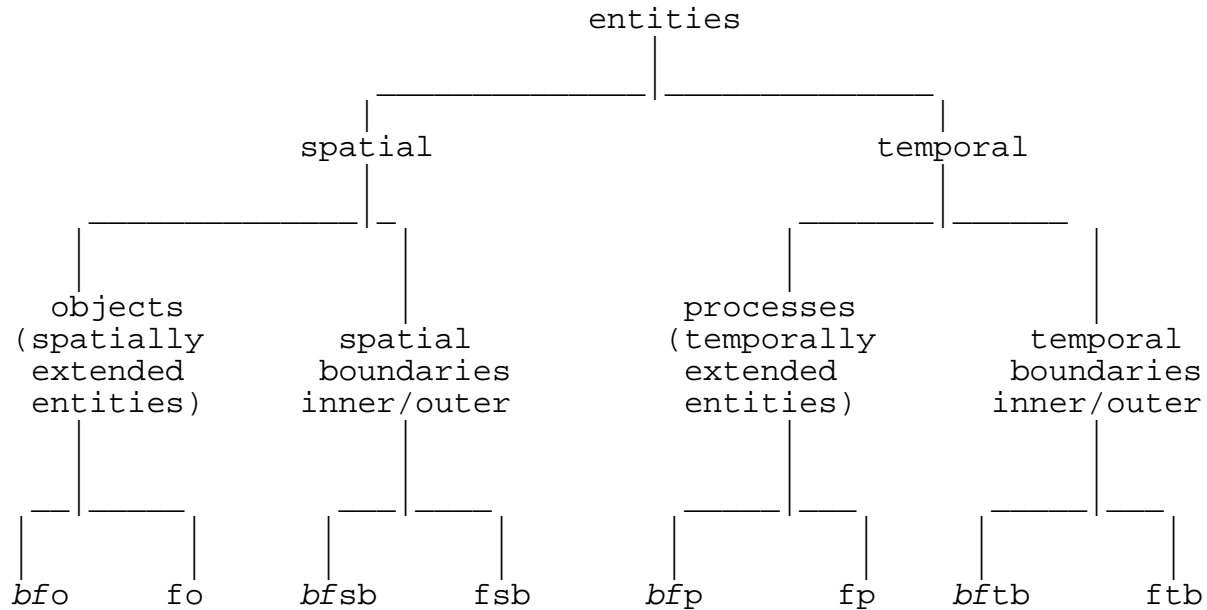 entities
spatial temporal
objects processes
(spatially spatial (temporally temporal
extended boundaries extended boundaries
entities) inner/outer entities) inner/outer
bfo fo bfsb fsb bfp fp bftb ftb